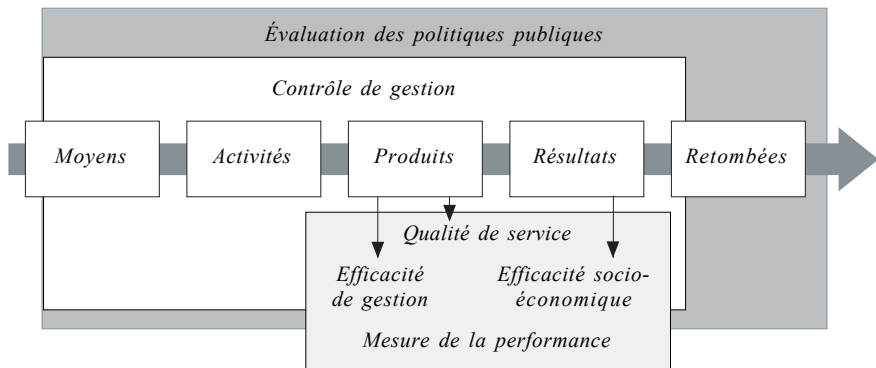 Évaluation des politiques publiques
Contrôle de gestion
Moyens
Activités
Produits
Résultats
Retombées
Qualité de service
Efficacité
de gestion
Efficacité socio-
économique
Mesure de la performance